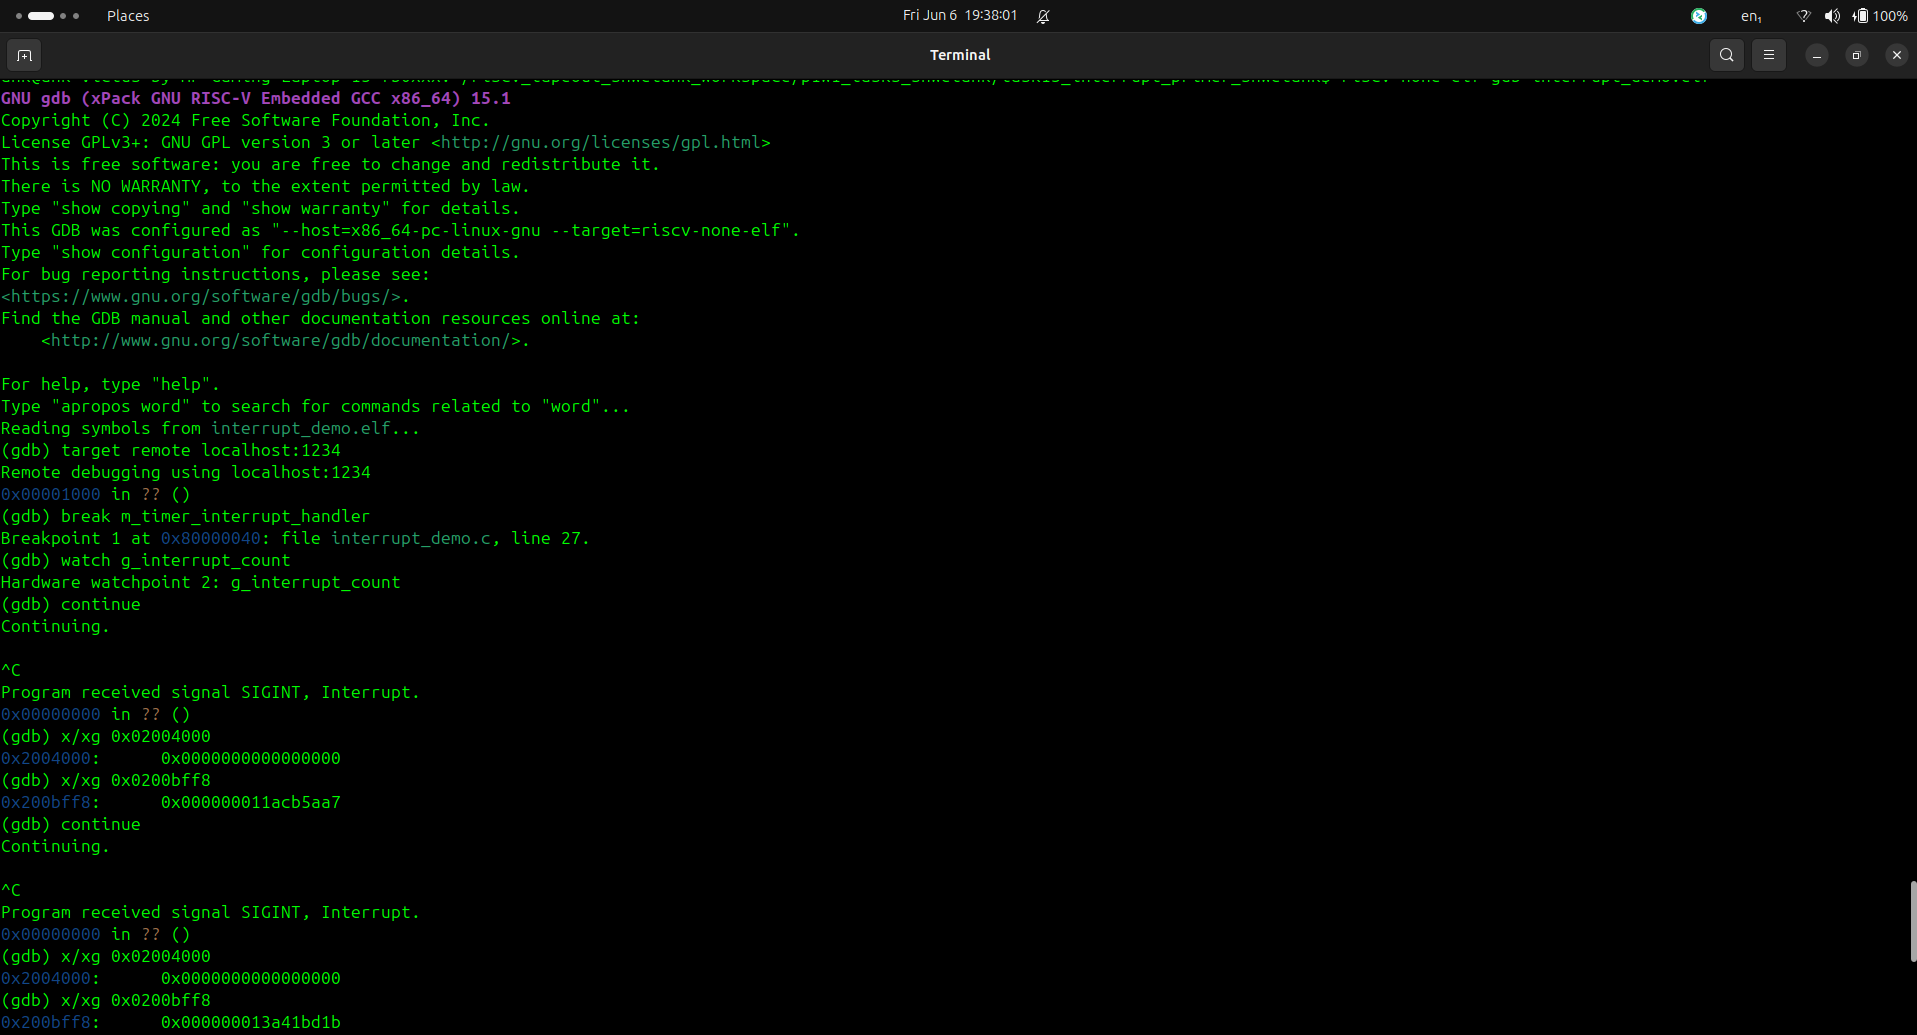 Places
Fri Jun 6 19:38:01
en₁
100%
Terminal
GNU gdb (xPack GNU RISC-V Embedded GCC x86_64) 15.1
Copyright (C) 2024 Free Software Foundation, Inc.
License GPLv3+: GNU GPL version 3 or later <http://gnu.org/licenses/gpl.html>
This is free software: you are free to change and redistribute it.
There is NO WARRANTY, to the extent permitted by law.
Type "show copying" and "show warranty" for details.
This GDB was configured as "--host=x86_64-pc-linux-gnu --target=riscv-none-elf".
Type "show configuration" for configuration details.
For bug reporting instructions, please see:
<https://www.gnu.org/software/gdb/bugs/>.
Find the GDB manual and other documentation resources online at:
    <http://www.gnu.org/software/gdb/documentation/>.
For help, type "help".
Type "apropos word" to search for commands related to "word"...
Reading symbols from interrupt_demo.elf...
(gdb) target remote localhost:1234
Remote debugging using localhost:1234
0x00001000 in ?? ()
(gdb) break m_timer_interrupt_handler
Breakpoint 1 at 0x80000040: file interrupt_demo.c, line 27.
(gdb) watch g_interrupt_count
Hardware watchpoint 2: g_interrupt_count
(gdb) continue
Continuing.
^C
Program received signal SIGINT, Interrupt.
0x00000000 in ?? ()
(gdb) x/xg 0x02004000
0x2004000:      0x0000000000000000
(gdb) x/xg 0x0200bff8
0x200bff8:      0x000000011acb5aa7
(gdb) continue
Continuing.
^C
Program received signal SIGINT, Interrupt.
0x00000000 in ?? ()
(gdb) x/xg 0x02004000
0x2004000:      0x0000000000000000
(gdb) x/xg 0x0200bff8
0x200bff8:      0x000000013a41bd1b